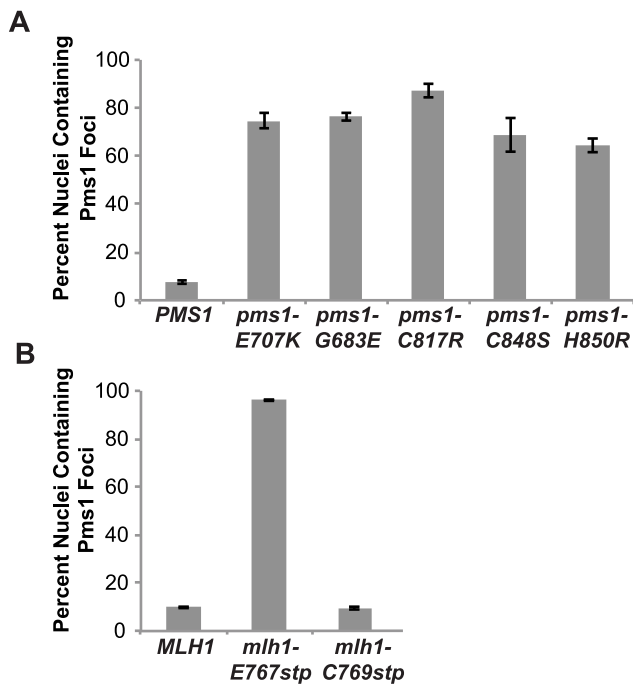 A
Percent Nuclei Containing
Pms1 Foci
100
80
60
40
20
0
PMS1
pms1-
E707K
pms1-
G683E
pms1-
C817R
pms1-
C848S
pms1-
H850R
B
Percent Nuclei Containing
Pms1 Foci
100
80
60
40
20
0
MLH1
mlh1-
E767stp
mlh1-
C769stp